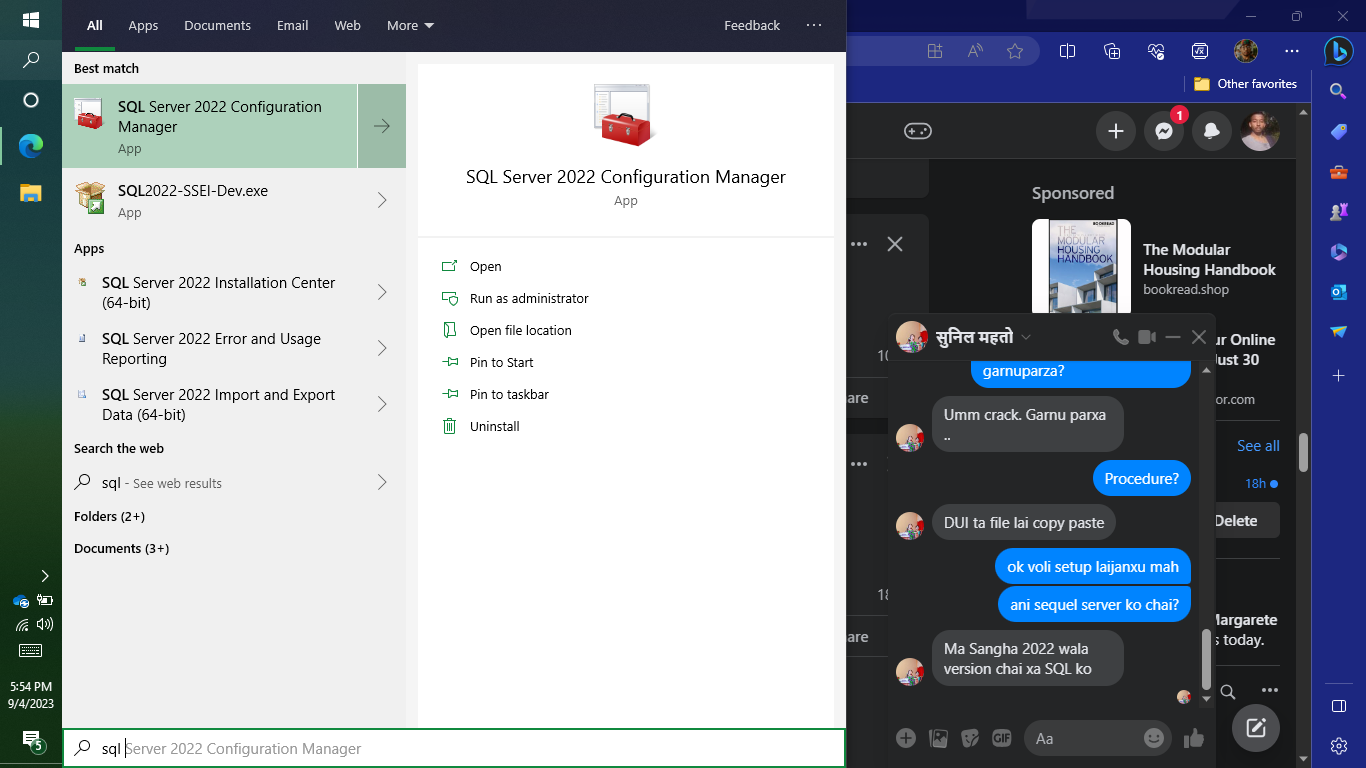 All Apps Documents Email Web More Feedback
Best match
SQL Server 2022 Configuration
Manager
App
SQL2022-SSEI-Dev.exe
App
Apps
SQL Server 2022 Installation Center
(64-bit)
SQL Server 2022 Error and Usage
Reporting
SQL Server 2022 Import and Export
Data (64-bit)
Search the web
sql - See web results
Folders (2+)
Documents (3+)
SQL Server 2022 Configuration Manager
App
Open
Run as administrator
Open file location
Pin to Start
Pin to taskbar
Uninstall
sql Server 2022 Configuration Manager
5:54 PM
9/4/2023
5
Other favorites
1
Sponsored
BOOKREAD
THE
MODULAR
HOUSING
HANDBOOK
The Modular
Housing Handbook
bookread.shop
Online
30
See all
18h
Delete
Margarete
today.
सुनिल महतो
garnuparza?
Umm crack. Garnu parxa
..
Procedure?
DUI ta file lai copy paste
ok voli setup laijanxu mah
ani sequel server ko chai?
Ma Sangha 2022 wala
version chai xa SQL ko
GIF
Aa